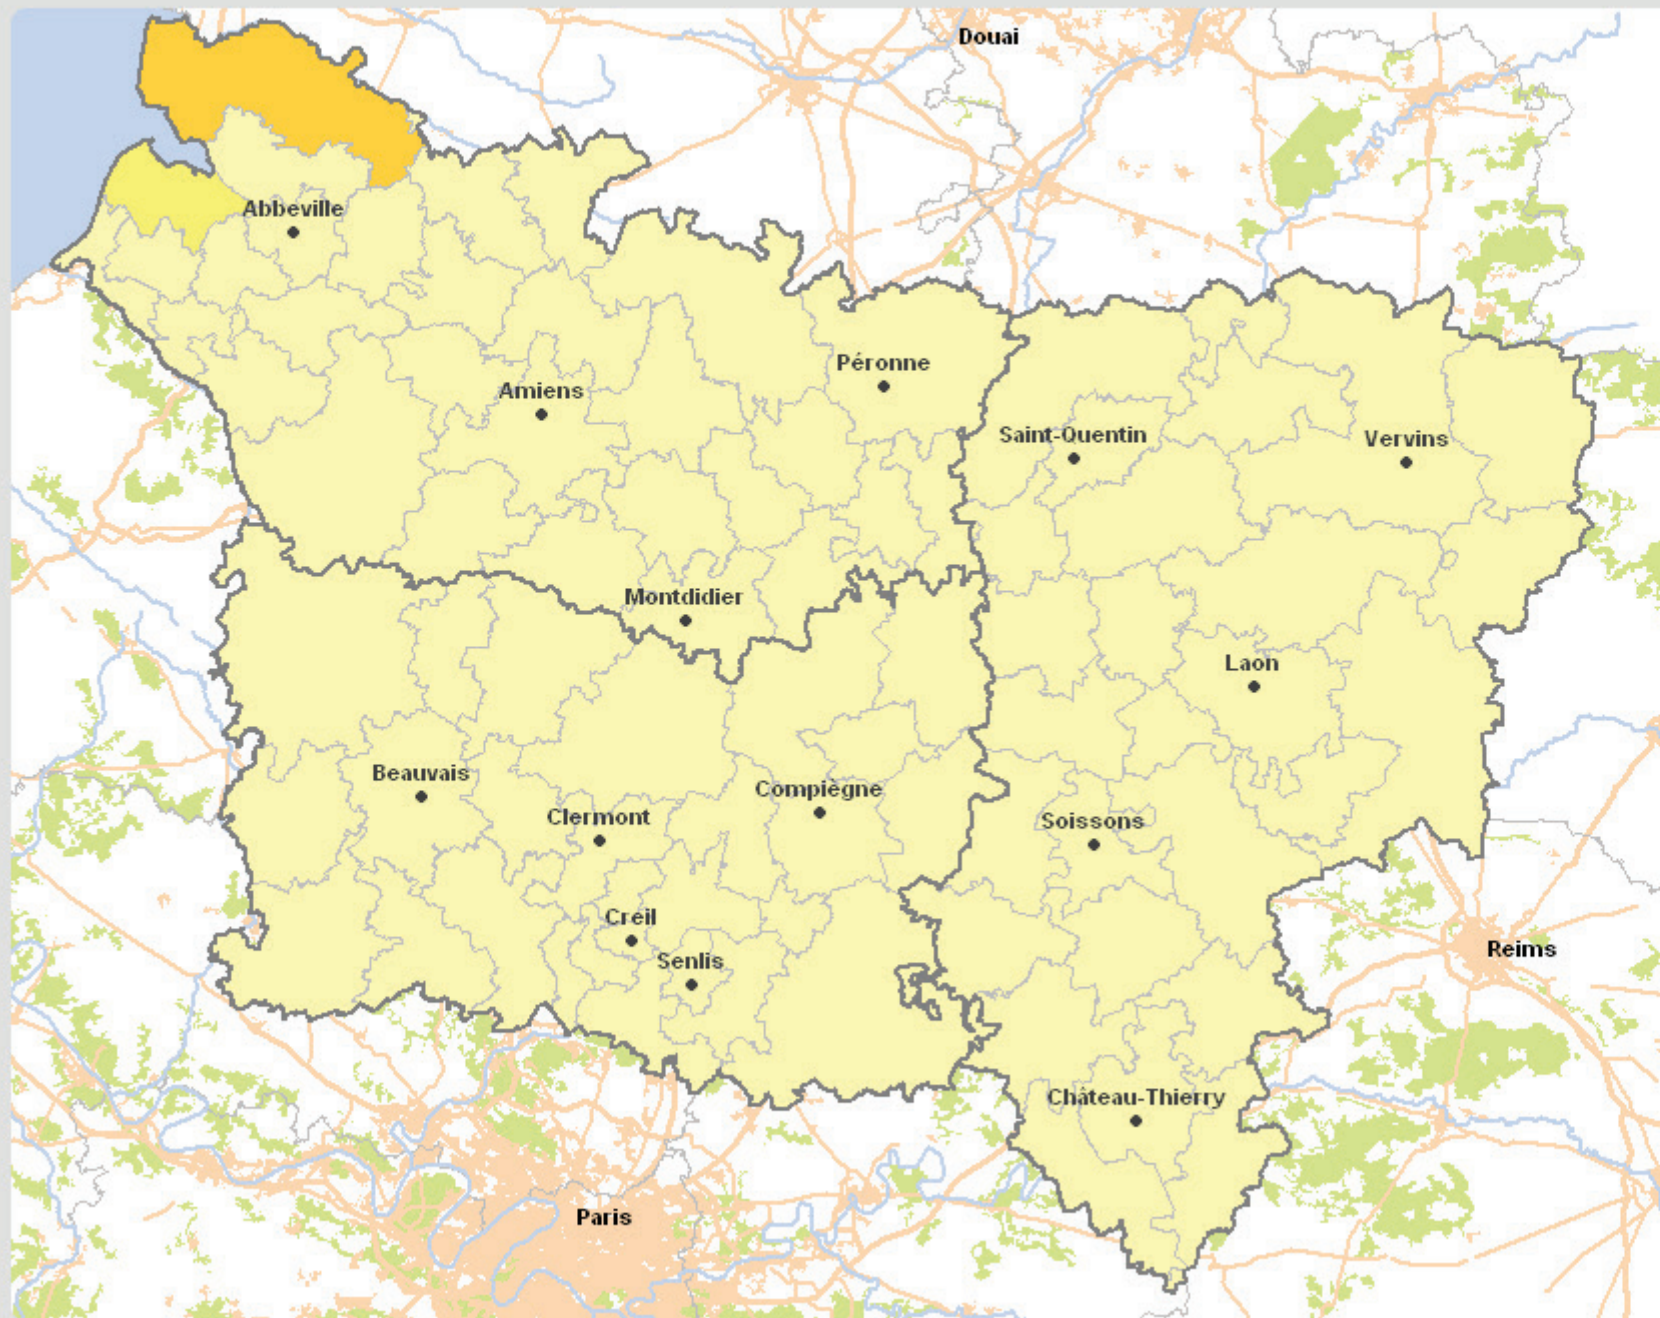 Douai
Abbeville
Péronne
Amiens
Saint-Quentin
Vervins
Montdidier
Laon
Beauvais
Compiègne
Clermont
Soissons
Creil
Reims
Senlis
Château-Thierry
Paris